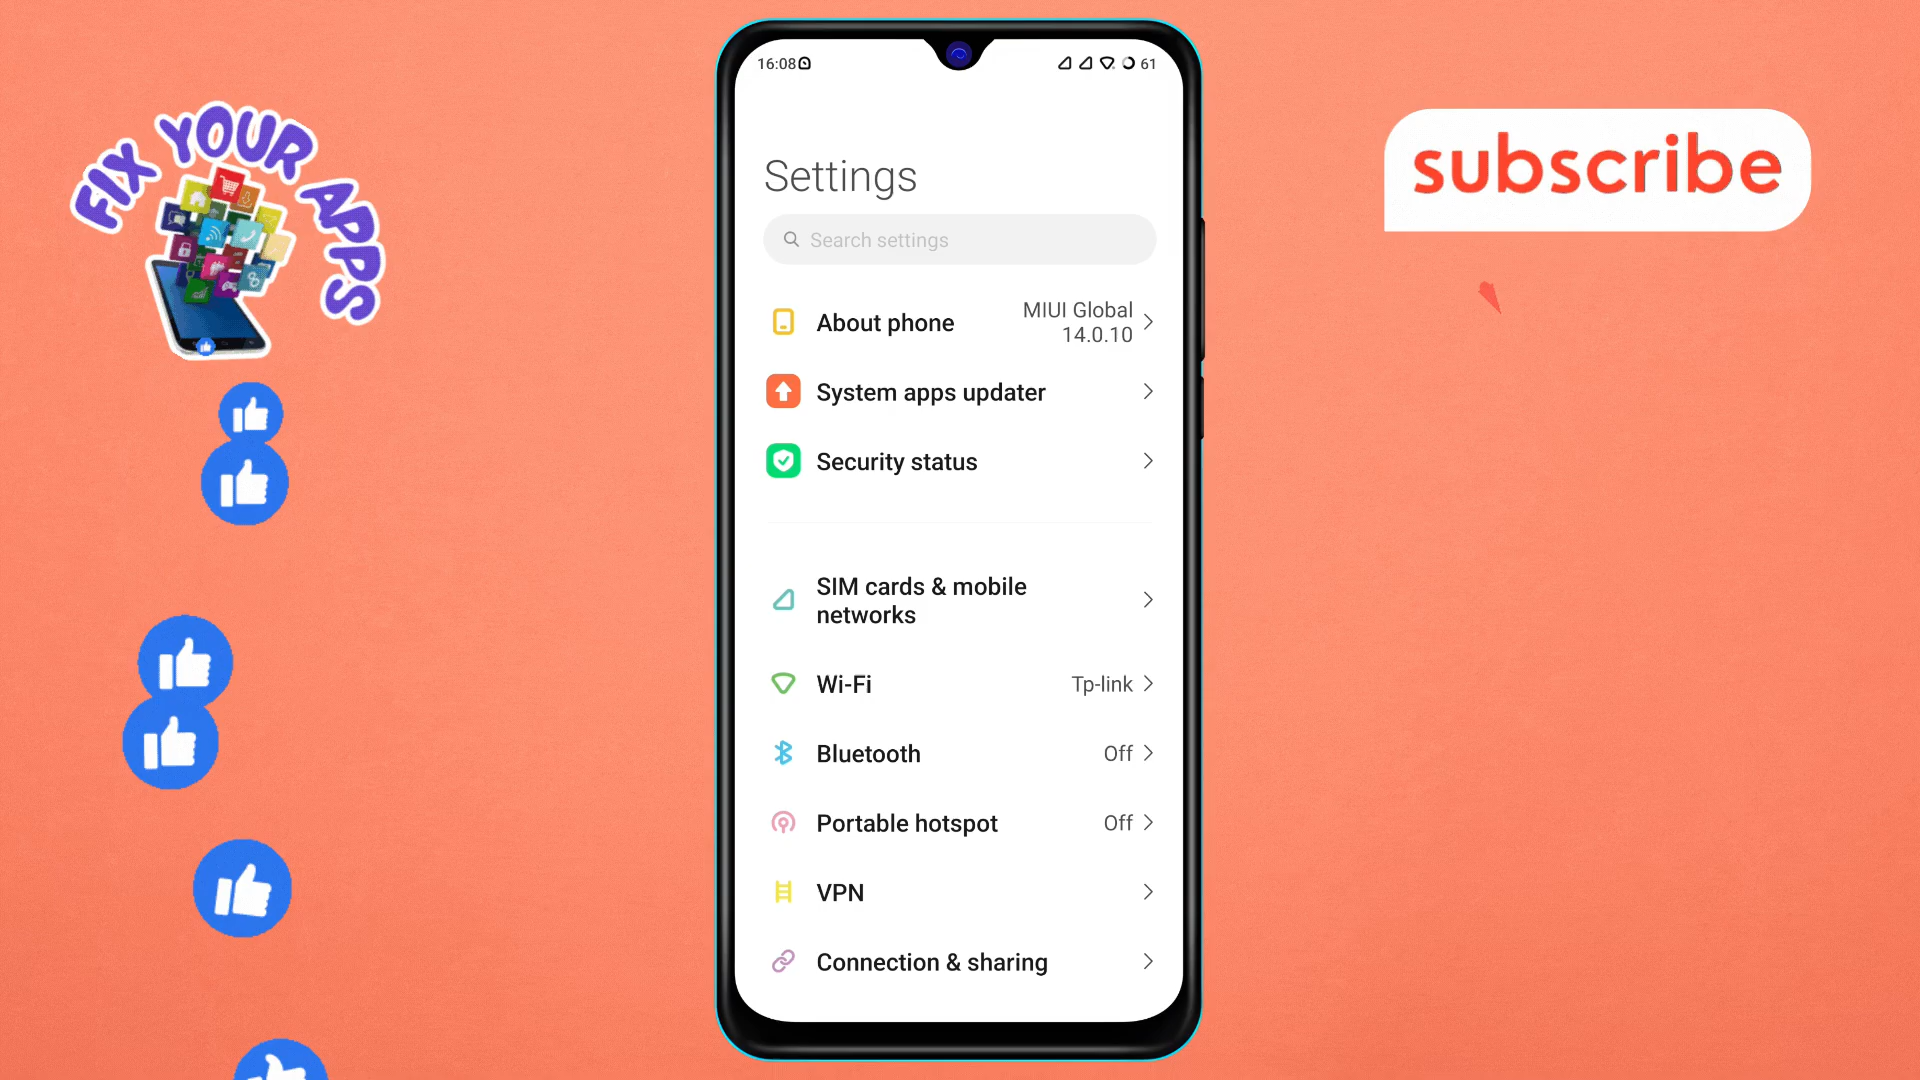 FIX YOUR APPS
subscribe
16:08
61
Settings
Search settings
About phone
MIUI Global
14.0.10
System apps updater
Security status
SIM cards & mobile
networks
Wi-Fi
Tp-link
Bluetooth
Off
Portable hotspot
Off
VPN
Connection & sharing